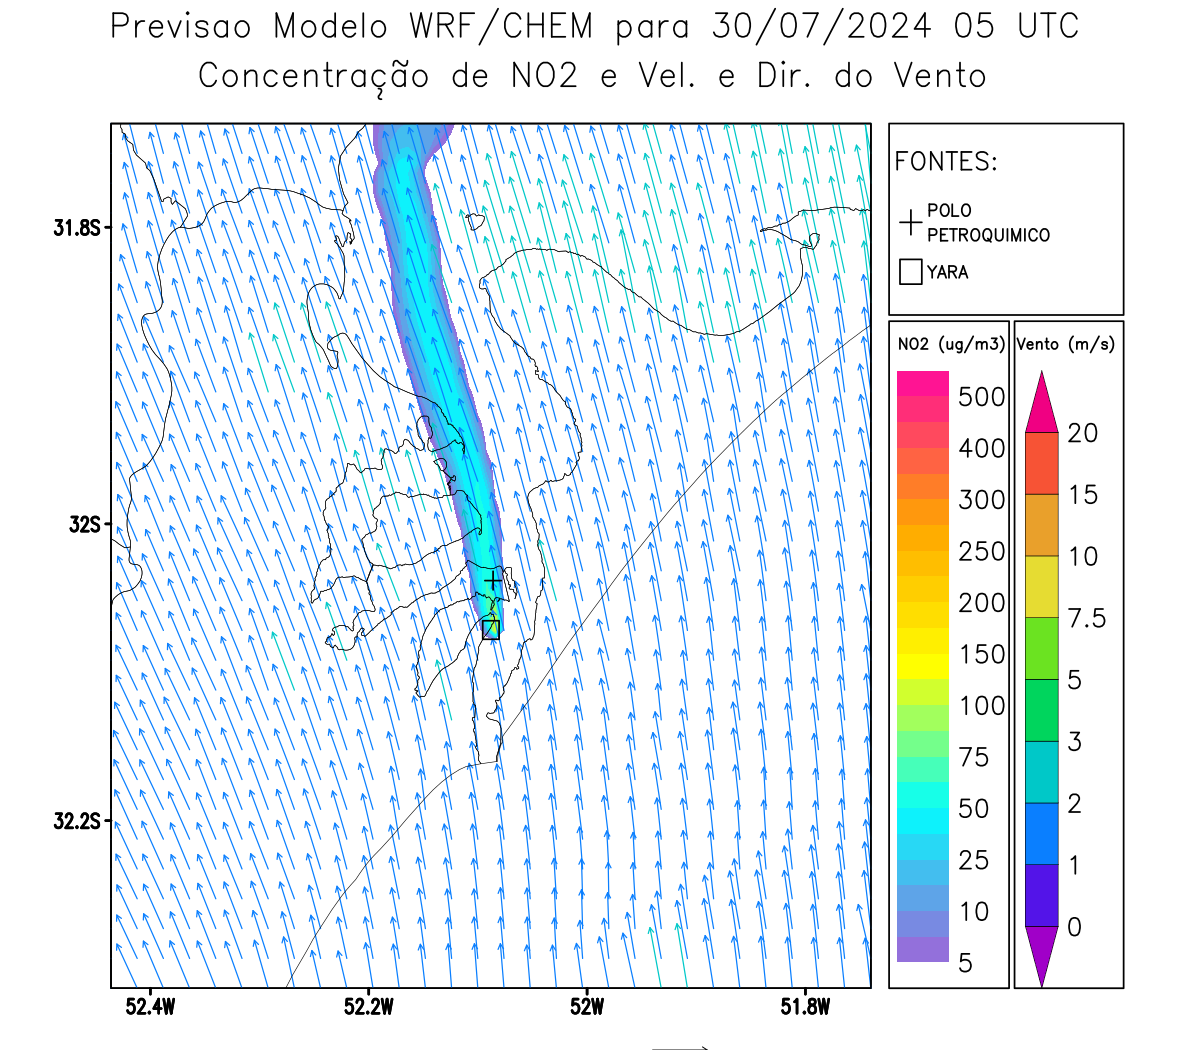 Previsao Modelo WRF/CHEM para 30/07/2024 05 UTC
Concentração de NO2 e Vel. e Dir. do Vento
FONTES:
POLO
PETROQUIMICO
YARA
NO2 (ug/m3)
500
400
300
250
200
150
100
75
50
25
10
5
Vento (m/s)
20
15
10
7.5
5
3
2
1
0
31.8S
32S
32.2S
52.4W
52.2W
52W
51.8W